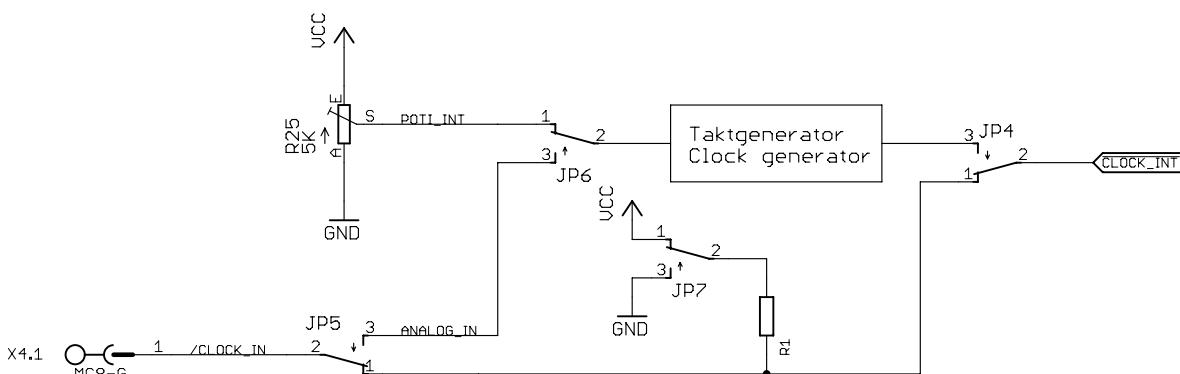 VCC
E
S
POTI_INT
R25
5K
A
GND
1
2
3
JP6
Taktgenerator
Clock generator
3
JP4
2
1
CLOCK_INT
VCC
1
2
3
JP7
GND
R1
JP5
3
ANALOG_IN
2
1
X4.1
1
/CLOCK_IN
MC8-G